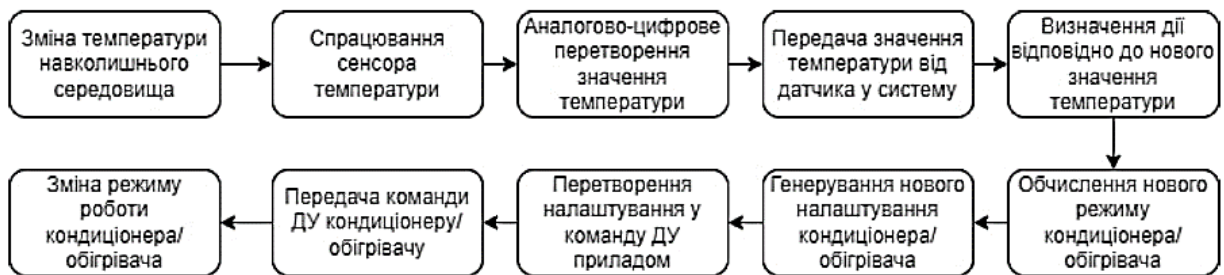 Зміна температури
навколишнього
середовища
Спрацювання
сенсора
температури
Аналогово-цифрове
перетворення
значення
температури
Передача значення
температури від
датчика у систему
Визначення дії
відповідно до нового
значення
температури
Обчислення нового
режиму
кондиціонера/
обігрівача
Генерування нового
налаштування
кондиціонера/
обігрівача
Перетворення
налаштування у
команду ДУ
приладом
Передача команди
ДУ кондиціонеру/
обігрівачу
Зміна режиму
роботи
кондиціонера/
обігрівача